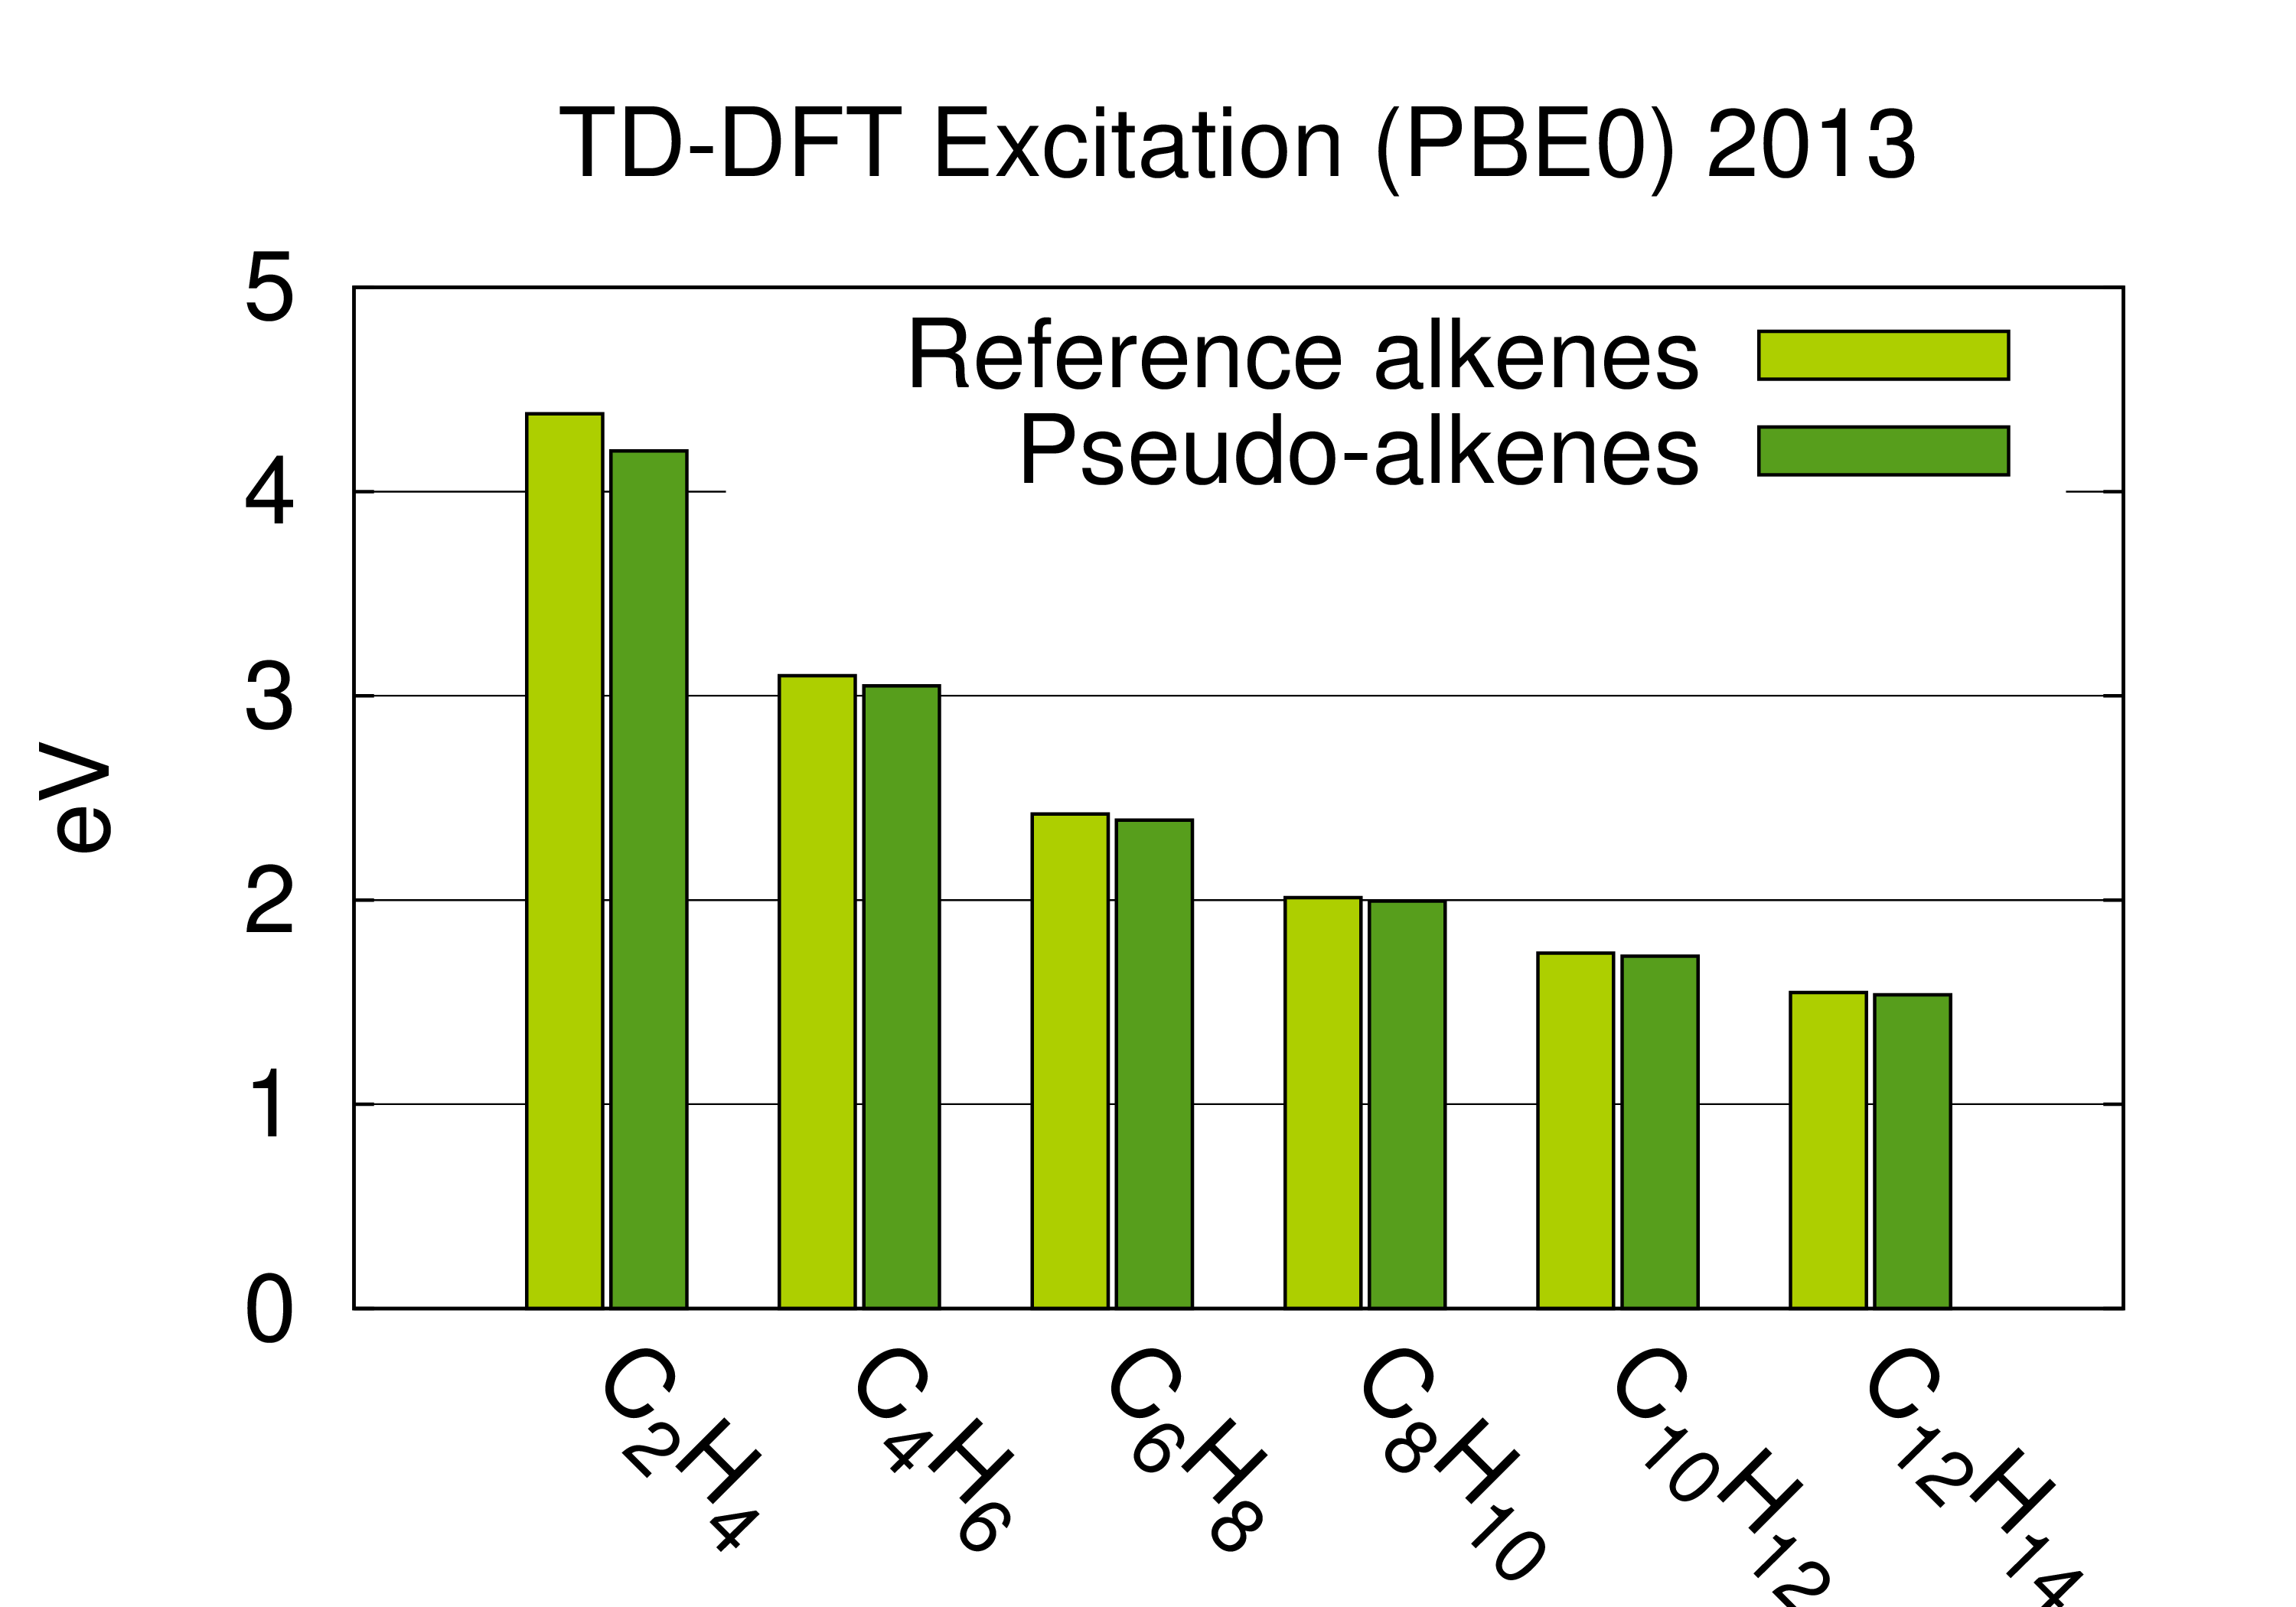 TD-DFT Excitation (PBE0) 2013
5
Reference alkenes
Pseudo-alkenes
4
3
eV
2
1
0
C₂H₄
C₄H₆
C₆H₈
C₈H₁₀
C₁₀H₁₂
C₁₂H₁₄